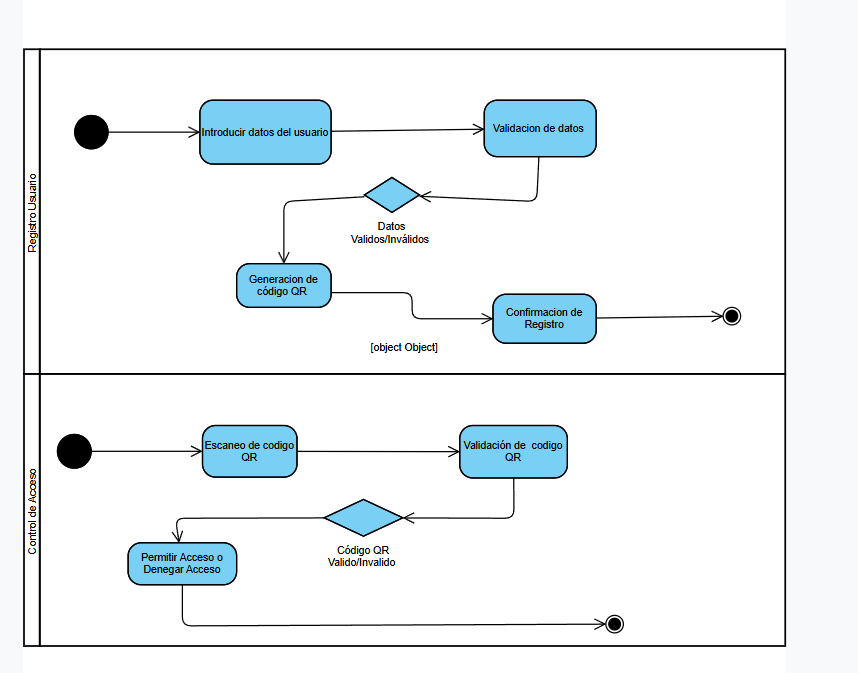 Registro Usuario
Introducir datos del usuario
Validacion de datos
Datos
Validos/Inválidos
Generacion de
código QR
Confirmacion de
Registro
[object Object]
Control de Acceso
Escaneo de codigo
QR
Validación de codigo
QR
Código QR
Valido/Invalido
Permitir Acceso o
Denegar Acceso